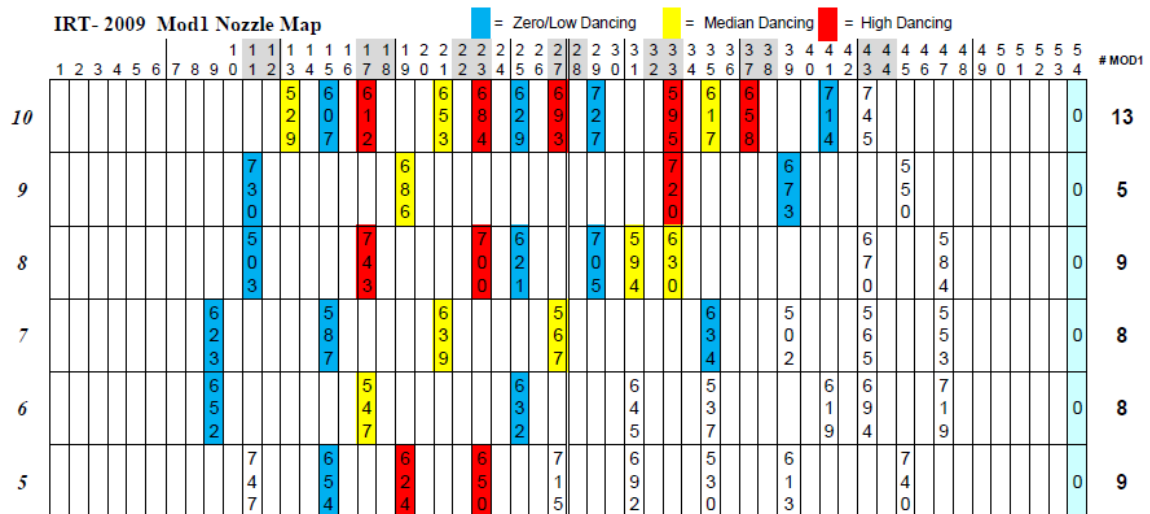 IRT- 2009 Mod1 Nozzle Map = Zero/Low Dancing = Median Dancing = High Dancing
1 2 3 4 5 6 7 8 9 10 11 12 13 14 15 16 17 18 19 20 21 22 23 24 25 26 27 28 29 30 31 32 33 34 35 36 37 38 39 40 41 42 43 44 45 46 47 48 49 50 51 52 53 54 # MOD1
10 529 607 612 653 684 629 693 727 595 617 658 714 745 0 13
9 730 686 720 673 550 0 5
8 503 743 700 621 705 594 630 670 584 0 9
7 623 587 639 567 634 502 565 553 0 8
6 652 547 632 645 537 619 694 719 0 8
5 747 654 624 650 715 692 530 613 740 0 9